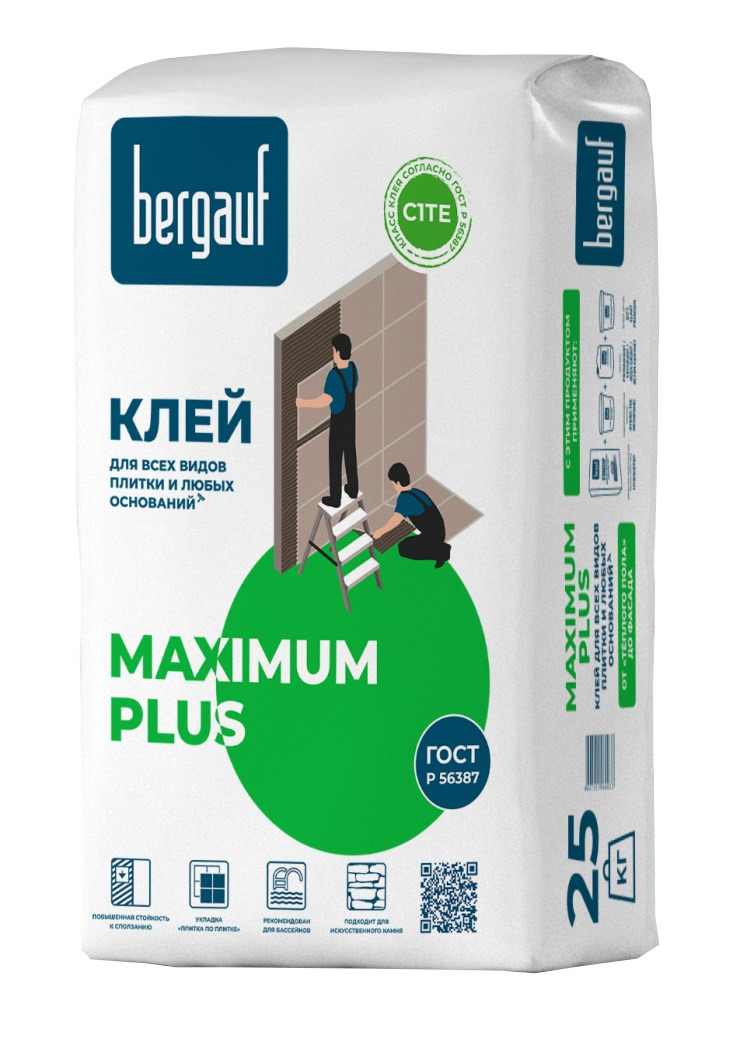 bergauf
КЛАСС КЛЕЯ СОГЛАСНО ГОСТ Р 56387
C1TE
КЛЕЙ
ДЛЯ ВСЕХ ВИДОВ
ПЛИТКИ И ЛЮБЫХ
ОСНОВАНИЙ
MAXIMUM
PLUS
ГОСТ
Р 56387
ПОВЫШЕННАЯ СТОЙКОСТЬ
К СПОЛЗАНИЮ
УКЛАДКА
«ПЛИТКА ПО ПЛИТКЕ»
РЕКОМЕНДОВАН
ДЛЯ БАССЕЙНОВ
ПОДХОДИТ ДЛЯ
ИСКУССТВЕННОГО КАМНЯ
bergauf
С ЭТИМ ПРОДУКТОМ
ПРИМЕНЯЮТ:
MAXIMUM
PLUS
КЛЕЙ ДЛЯ ВСЕХ ВИДОВ
ПЛИТКИ И ЛЮБЫХ
ОСНОВАНИЙ
ОТ «ТЁПЛОГО ПОЛА»
ДО ФАСАДА
25
КГ